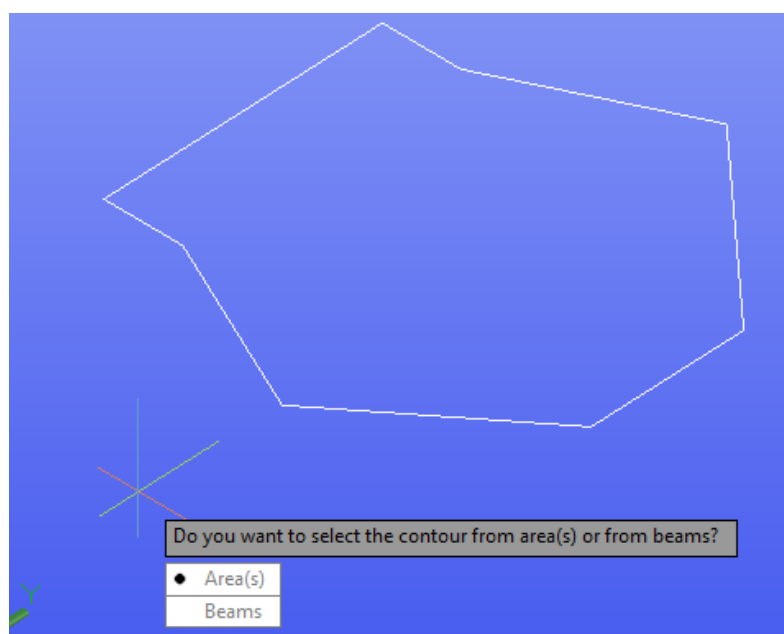 Do you want to select the contour from area(s) or from beams?
Area(s)
Beams
Y